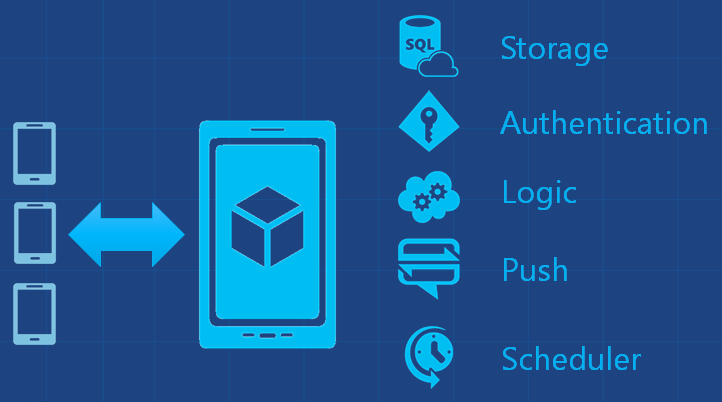 SQL
Storage
Authentication
Logic
Push
Scheduler